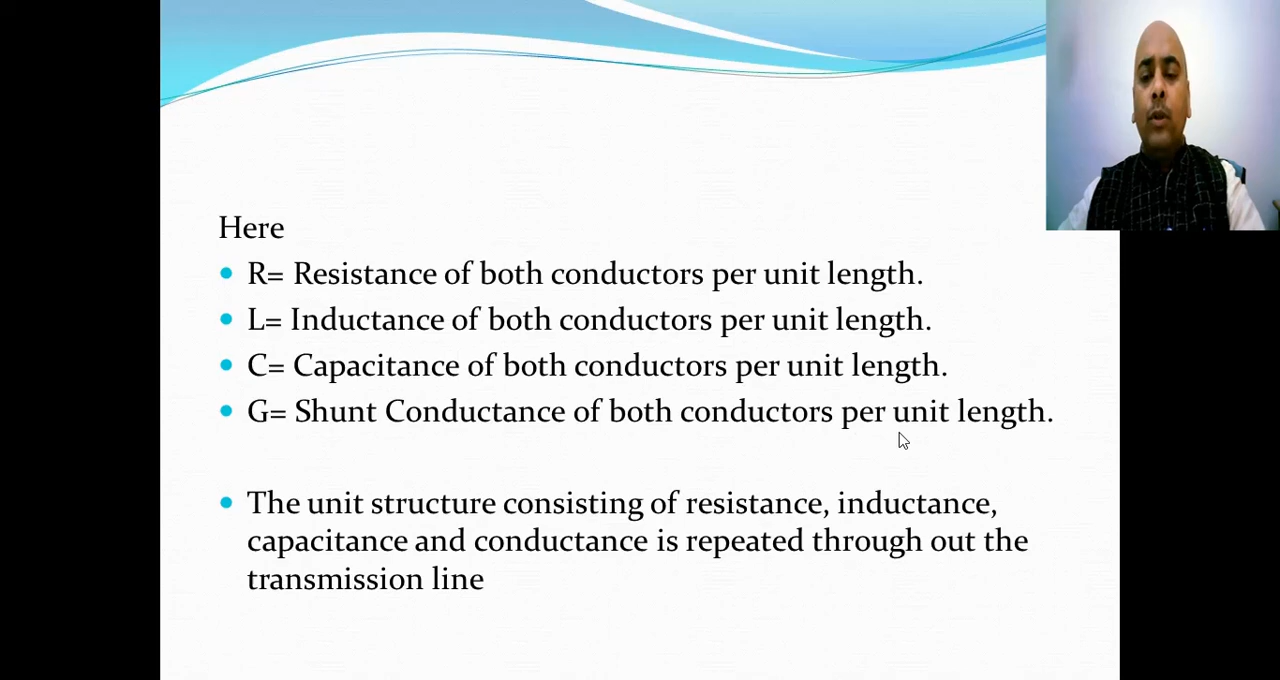 Here
R= Resistance of both conductors per unit length.
L= Inductance of both conductors per unit length.
C= Capacitance of both conductors per unit length.
G= Shunt Conductance of both conductors per unit length.
The unit structure consisting of resistance, inductance,
capacitance and conductance is repeated through out the
transmission line